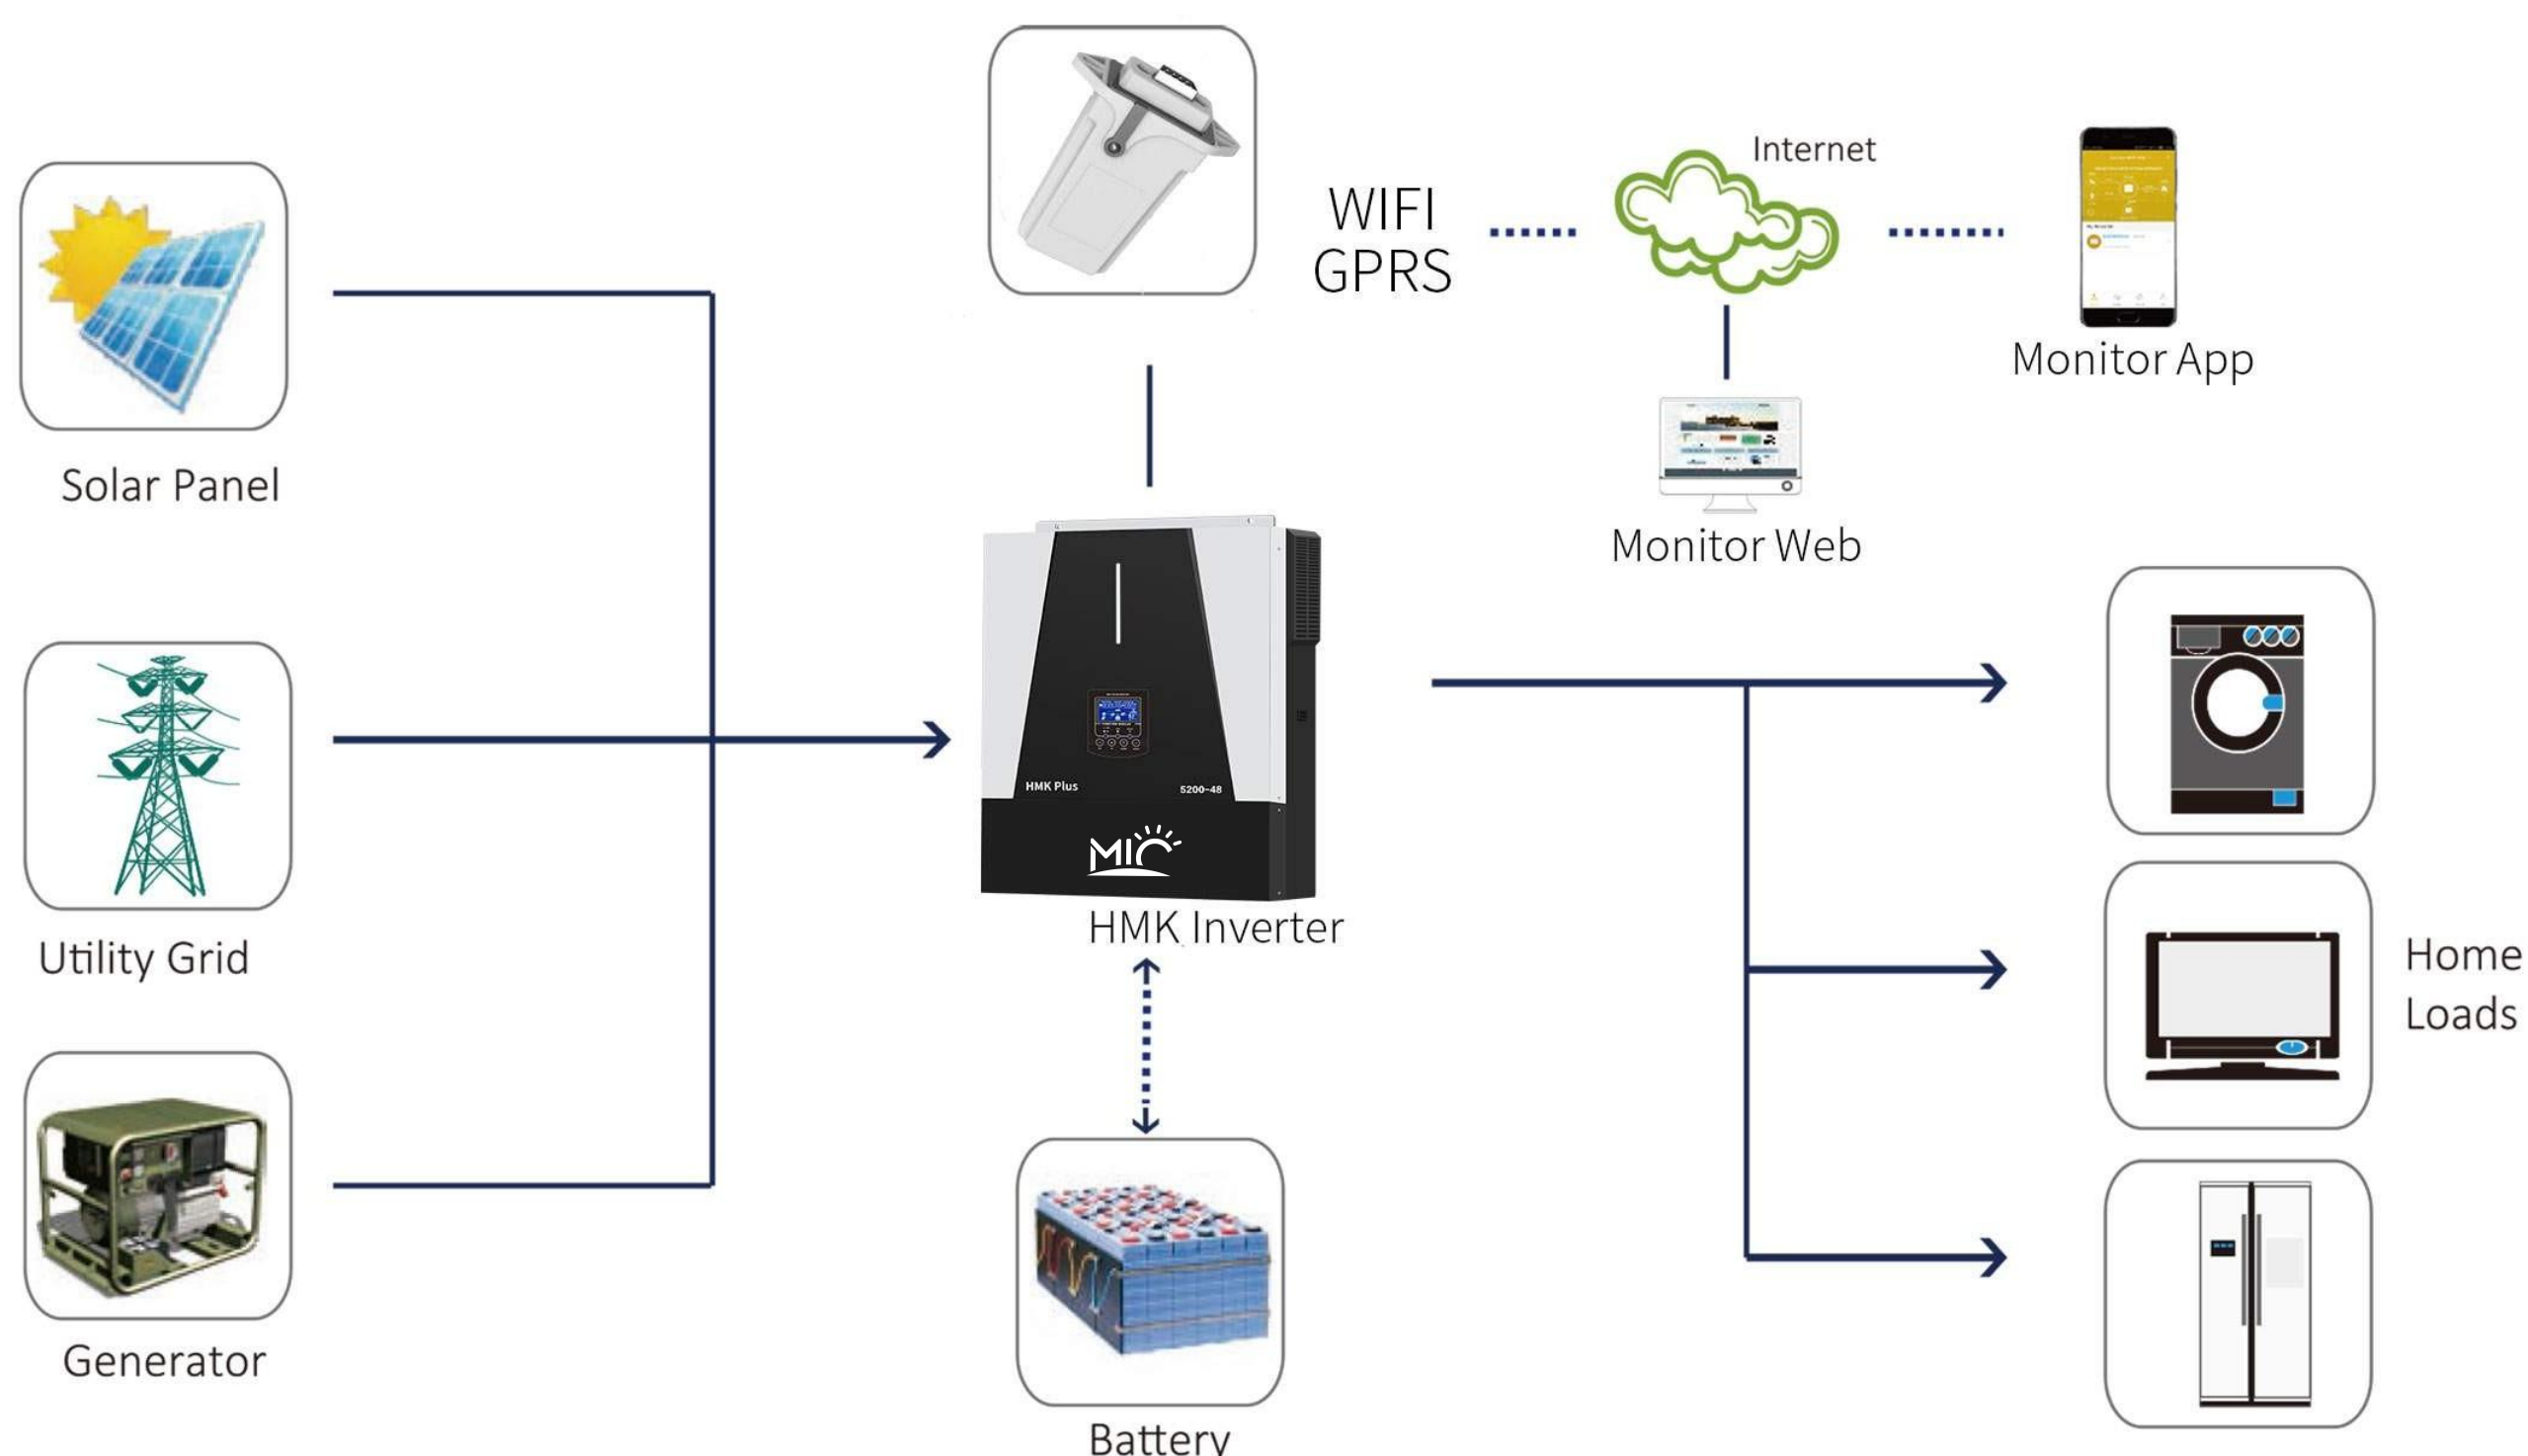 Internet
WIFI
GPRS
Monitor App
Solar Panel
Monitor Web
HMK Plus
5200-48
MIC
HMK Inverter
Utility Grid
Home
Loads
Generator
Battery